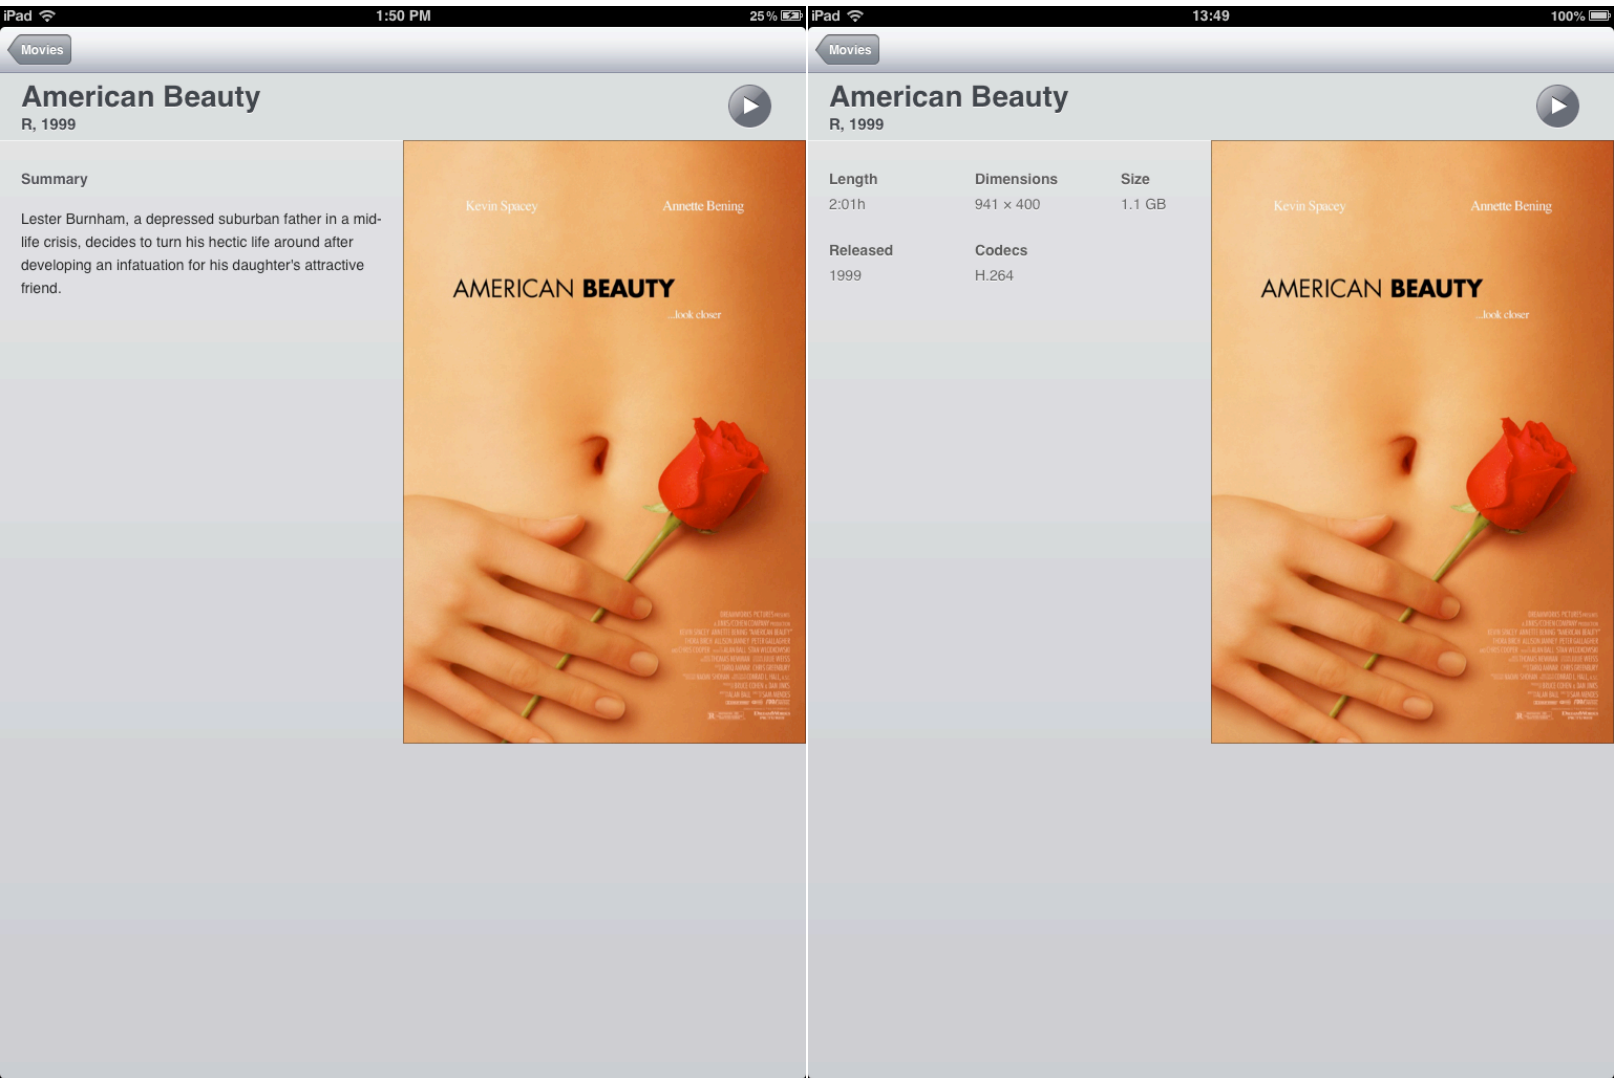 iPad
1:50 PM
25%
Movies
American Beauty
R, 1999
Summary
Lester Burnham, a depressed suburban father in a mid-
life crisis, decides to turn his hectic life around after
developing an infatuation for his daughter's attractive
friend.
Kevin Spacey Annette Bening
AMERICAN BEAUTY
...look closer
iPad
13:49
100%
Movies
American Beauty
R, 1999
Length Dimensions Size
2:01h 941 × 400 1.1 GB
Released Codecs
1999 H.264
Kevin Spacey Annette Bening
AMERICAN BEAUTY
...look closer